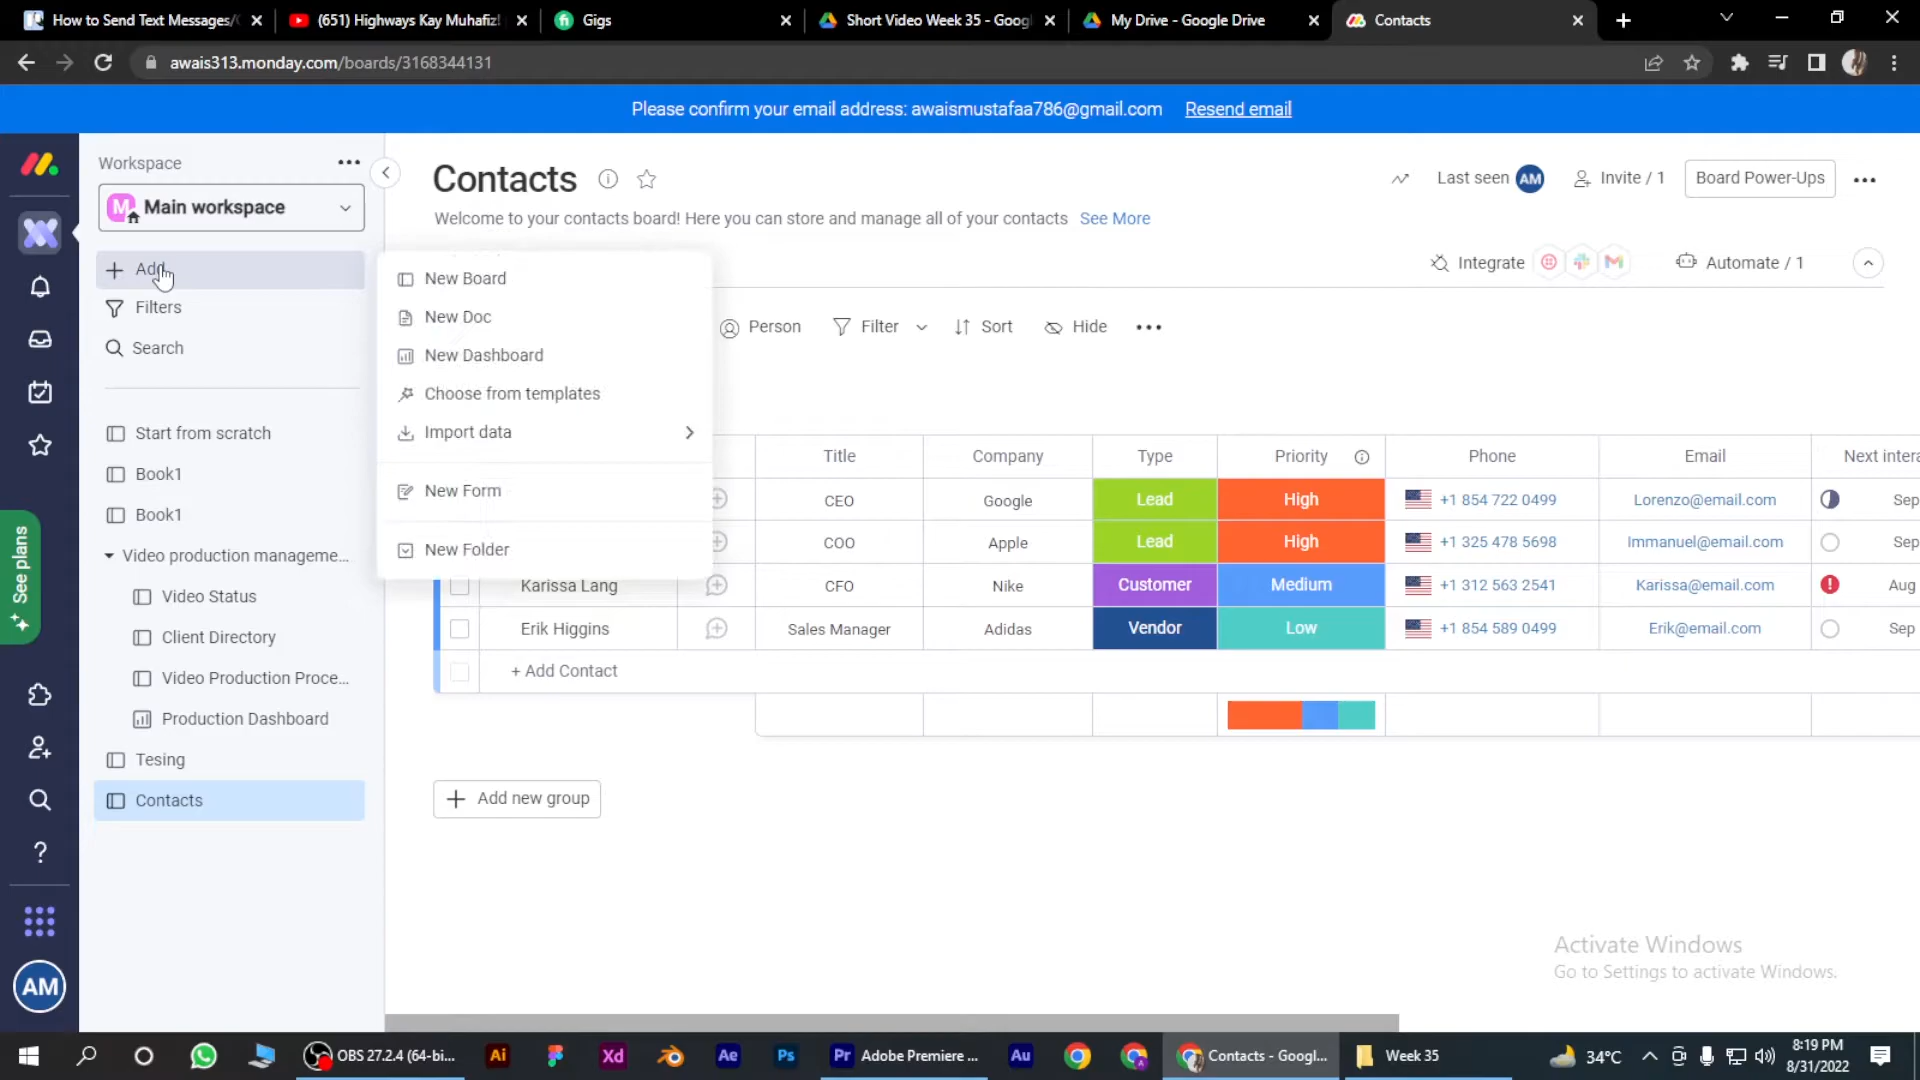 How to Send Text Messages/
(651) Highways Kay Muhafiz!
Gigs
Short Video Week 35 - Goog
My Drive - Google Drive
Contacts
awais313.monday.com/boards/3168344131
Please confirm your email address: awaismustafaa786@gmail.com Resend email
Workspace
M Main workspace
Add
Filters
Search
Start from scratch
Book1
Book1
Video production manageme...
Video Status
Client Directory
Video Production Proce...
Production Dashboard
Tesing
Contacts
See plans
AM
New Board
New Doc
New Dashboard
Choose from templates
Import data
New Form
New Folder
Contacts
Last seen AM
Invite / 1
Board Power-Ups
Welcome to your contacts board! Here you can store and manage all of your contacts See More
Integrate
Automate / 1
Person
Filter
Sort
Hide
Title Company Type Priority Phone Email Next intera
CEO Google Lead High +1 854 722 0499 Lorenzo@email.com Sep
COO Apple Lead High +1 325 478 5698 Immanuel@email.com Sep
Karissa Lang CFO Nike Customer Medium +1 312 563 2541 Karissa@email.com Aug
Erik Higgins Sales Manager Adidas Vendor Low +1 854 589 0499 Erik@email.com Sep
+ Add Contact
Add new group
Activate Windows
Go to Settings to activate Windows.
OBS 27.2.4 (64-bi...
Ai
Xd
Ae
Ps
Pr Adobe Premiere ...
Au
Contacts - Googl...
Week 35
34°C
8:19 PM
8/31/2022